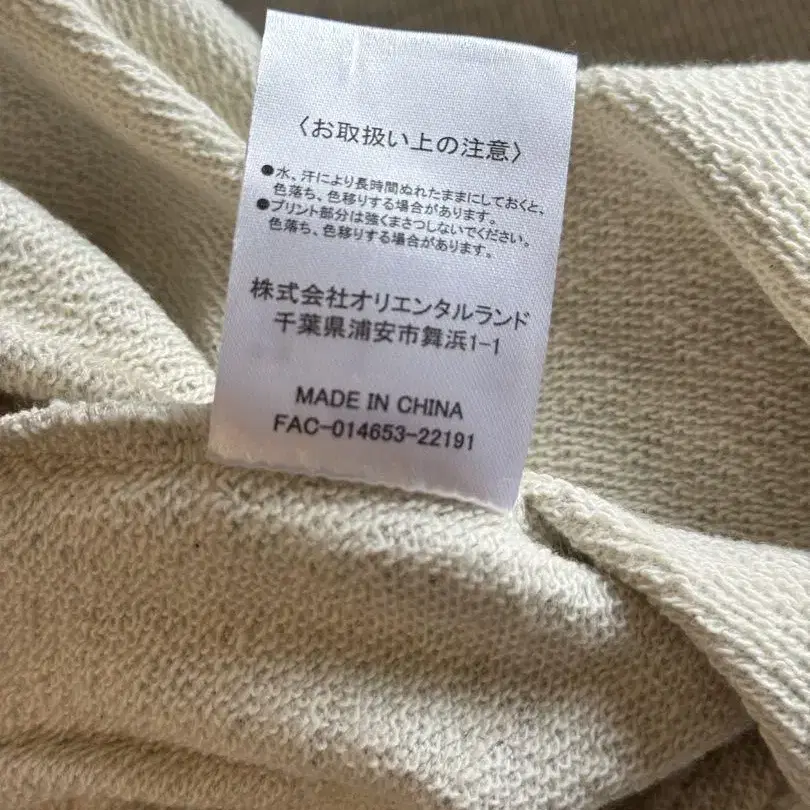 〈お取扱い上の注意〉
●水、汗により長時間ぬれたままにしておくと、
色落ち、色移りする場合があります。
●プリント部分は強くまさつしないでください。
色落ち、色移りする場合があります。
株式会社オリエンタルランド
千葉県浦安市舞浜1-1
MADE IN CHINA
FAC-014653-22191